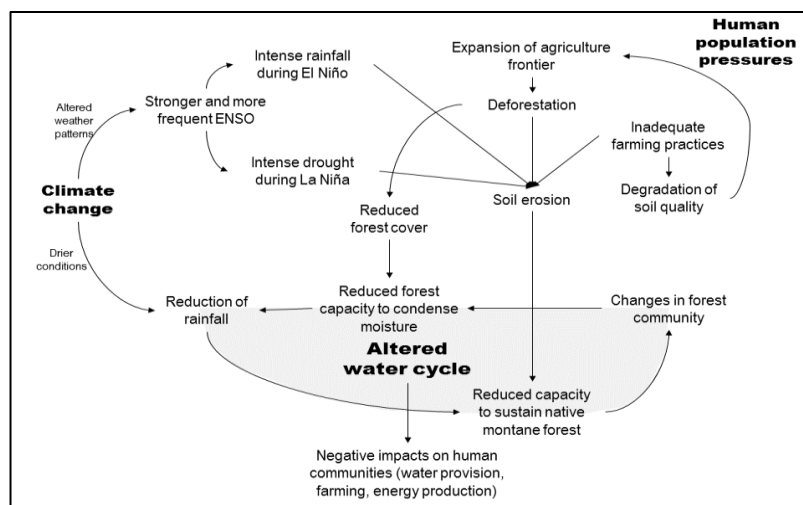 Human
population
pressures
Intense rainfall
during El Niño
Expansion of agriculture
frontier
Altered
weather
patterns
Stronger and more
frequent ENSO
Deforestation
Inadequate
farming practices
Intense drought
during La Niña
Climate
change
Degradation of
soil quality
Reduced
forest cover
Soil erosion
Drier
conditions
Reduction of
rainfall
Reduced forest
capacity to condense
moisture
Changes in forest
community
Altered
water cycle
Reduced capacity
to sustain native
montane forest
Negative impacts on human
communities (water provision,
farming, energy production)